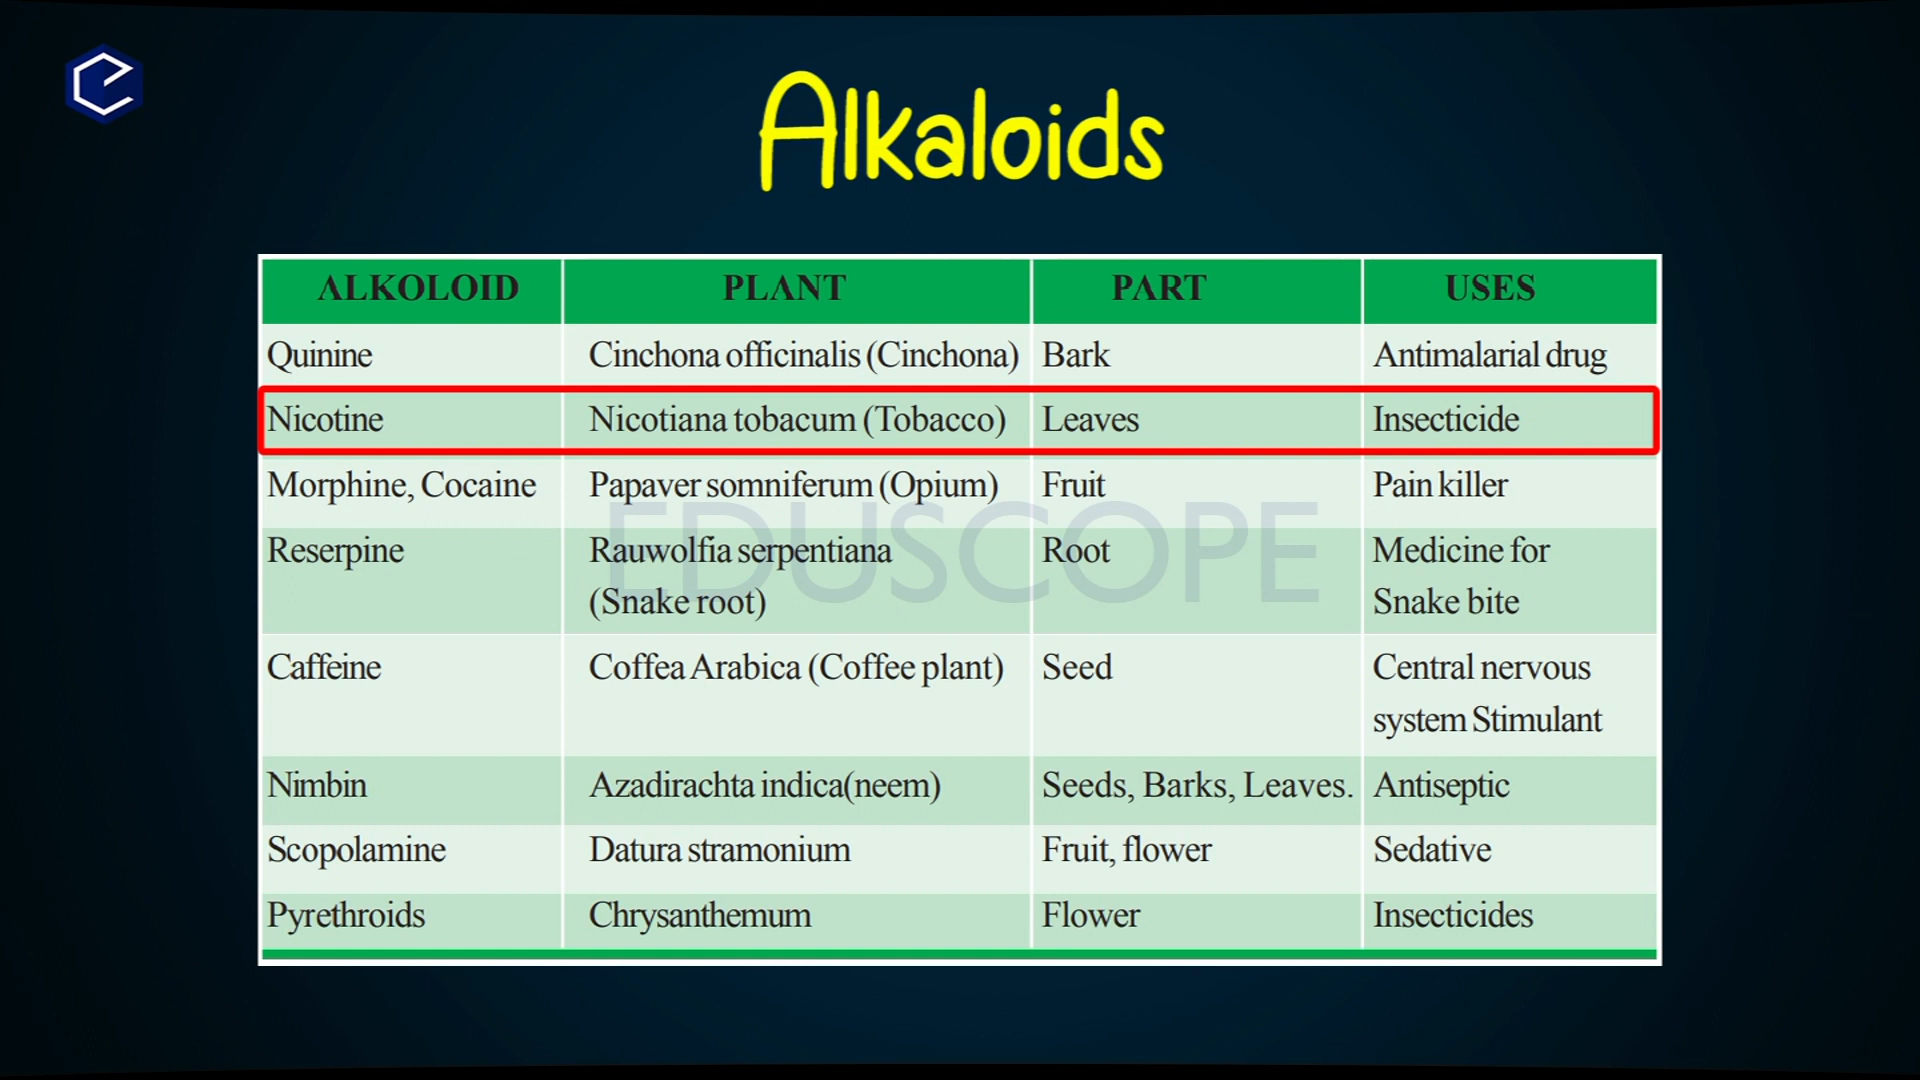 Alkaloids
ALKOLOID PLANT PART USES
Quinine Cinchona officinalis (Cinchona) Bark Antimalarial drug
Nicotine Nicotiana tobacum (Tobacco) Leaves Insecticide
Morphine, Cocaine Papaver somniferum (Opium) Fruit Pain killer
EDUSCOPE
Reserpine Rauwolfia serpentiana Root Medicine for
(Snake root) Snake bite
Caffeine Coffea Arabica (Coffee plant) Seed Central nervous
system Stimulant
Nimbin Azadirachta indica(neem) Seeds, Barks, Leaves. Antiseptic
Scopolamine Datura stramonium Fruit, flower Sedative
Pyrethroids Chrysanthemum Flower Insecticides